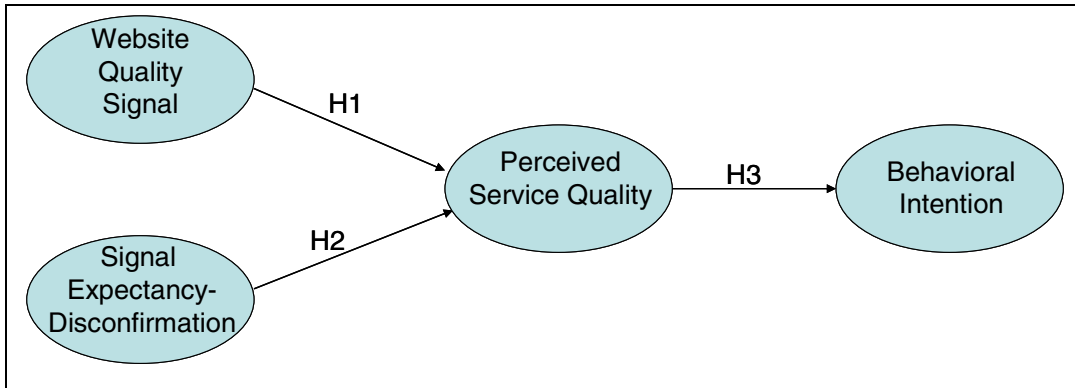 Website
Quality
Signal
H1
Perceived
Service Quality
H3
Behavioral
Intention
H2
Signal
Expectancy-
Disconfirmation